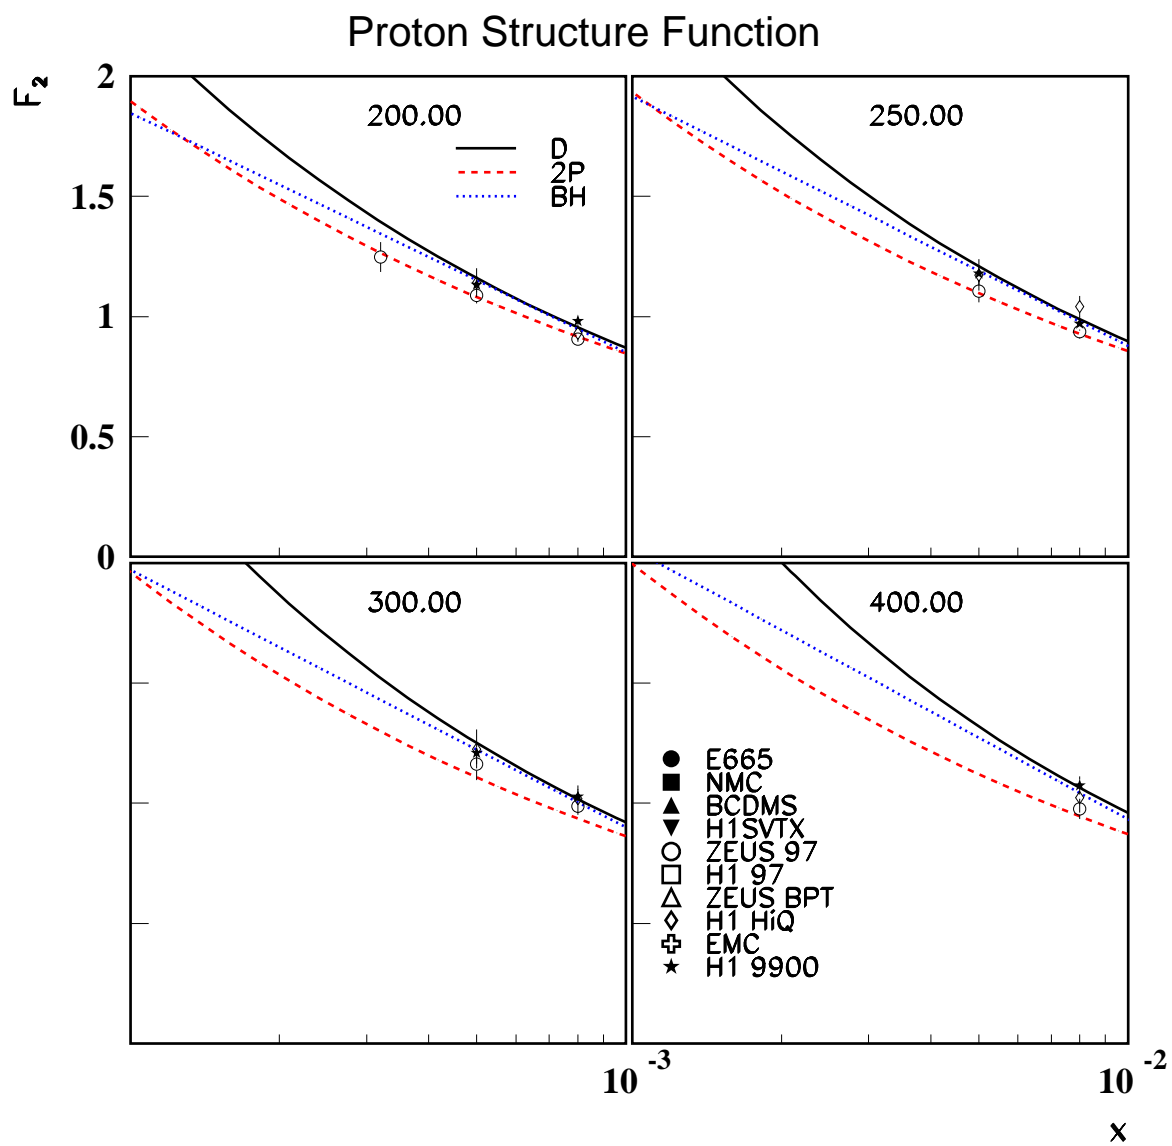 Proton Structure Function
F₂
2
1.5
1
0.5
0
200.00
D
2P
BH
250.00
300.00
400.00
E665
NMC
BCDMS
H1SVTX
ZEUS 97
H1 97
ZEUS BPT
H1 HiQ
EMC
H1 9900
10⁻³
10⁻²
x